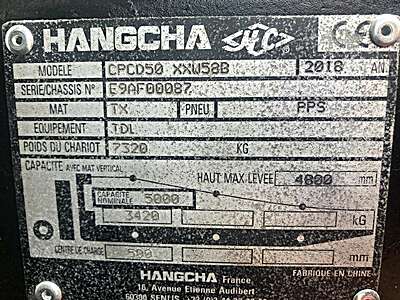 HANGCHA HC® CE
MODELE CPCD50 XXW58B 2018 AN
SERIE/CHASSIS N° E9AF00087
MAT TX PNEU PPS
EQUIPEMENT TDL
POIDS DU CHARIOT 7320 KG
CAPACITE AVEC MAT VERTICAL
HAUT MAX LEVEE 4800 mm
CAPACITE NOMINALE 5000
3420 kG
CENTRE DE CHARGE 500 mm
HANGCHA France FABRIQUE EN CHINE
16, Avenue Etienne Audibert
60300 SENLIS